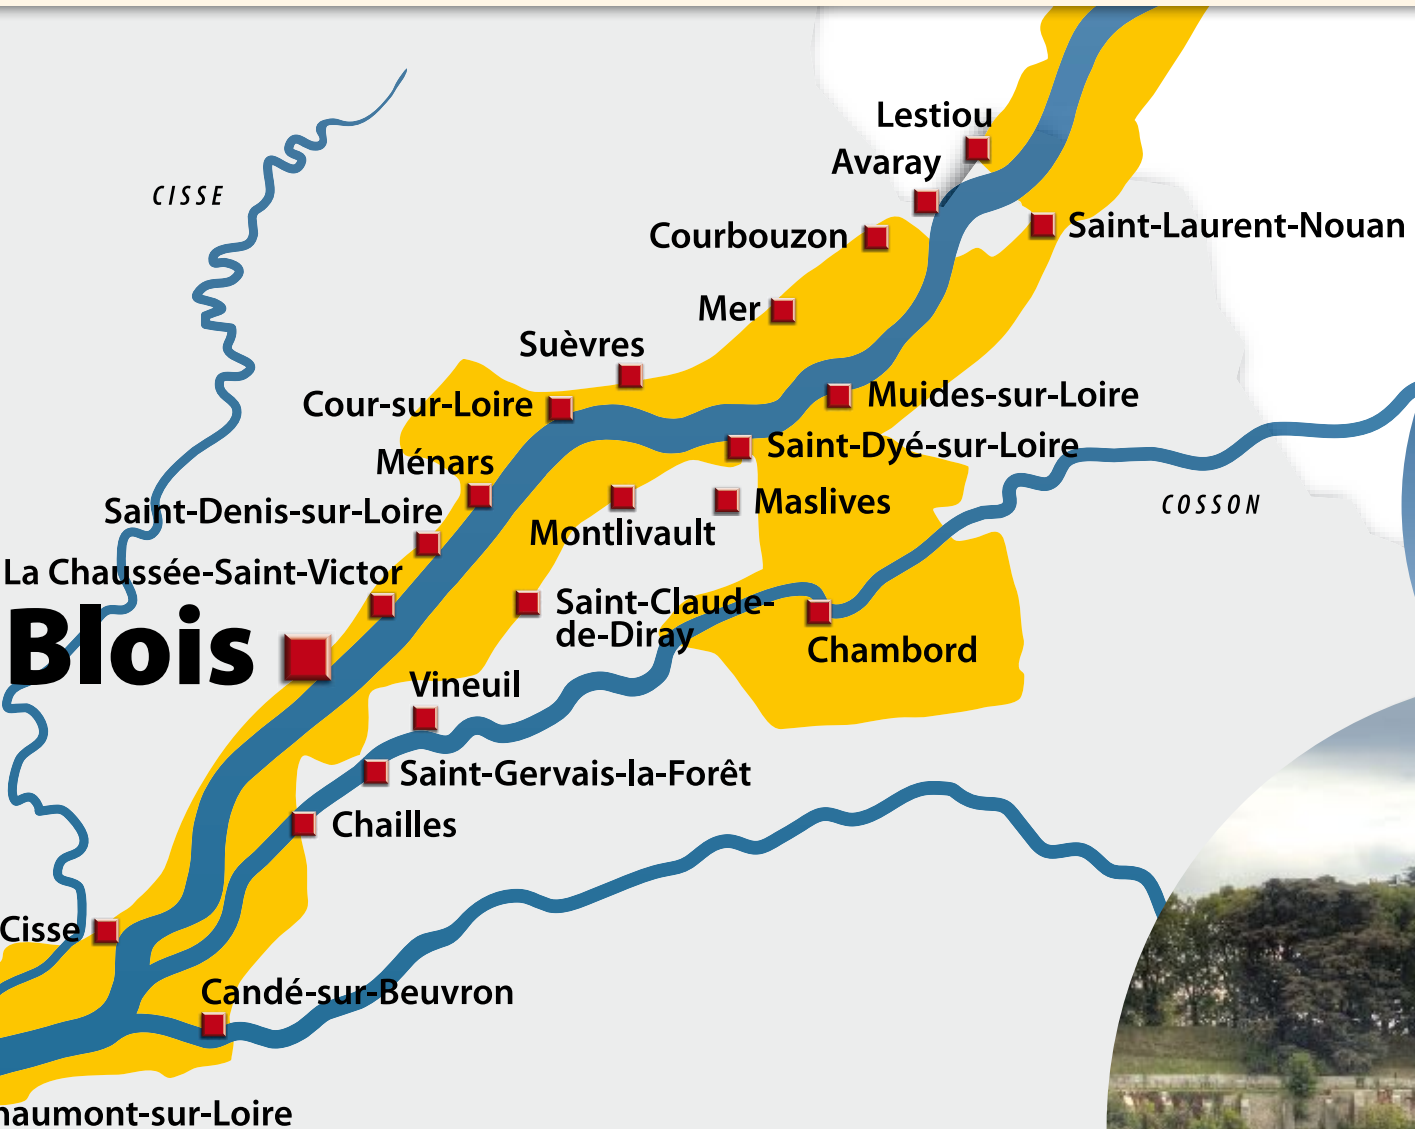 Lestiou
Avaray
CISSE
Courbouzon
Saint-Laurent-Nouan
Mer
Suèvres
Cour-sur-Loire
Muides-sur-Loire
Saint-Dyé-sur-Loire
Ménars
Maslives
COSSON
Saint-Denis-sur-Loire
Montlivault
La Chaussée-Saint-Victor
Saint-Claude-
de-Diray
Blois
Chambord
Vineuil
Saint-Gervais-la-Forêt
Chailles
Cisse
Candé-sur-Beuvron
haumont-sur-Loire